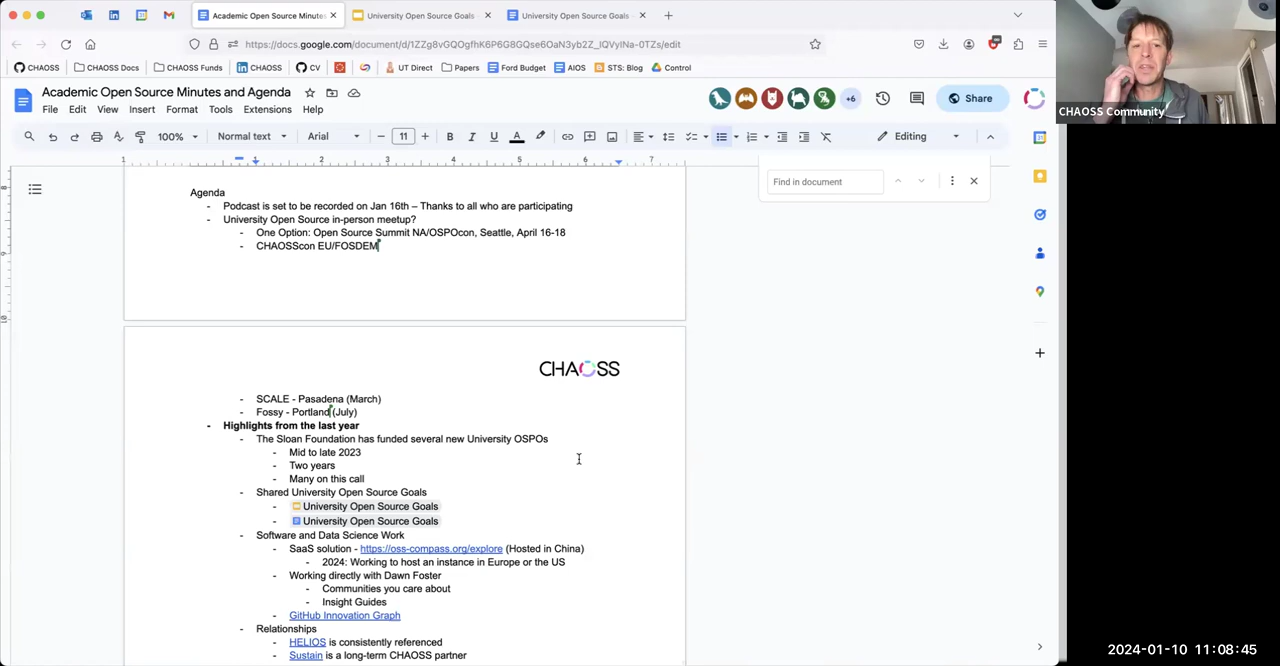 Academic Open Source Minutes
University Open Source Goals
University Open Source Goals
https://docs.google.com/document/d/1ZZg8vGQOgfhK6P6G8GQse6OaN3yb2Z_IQVyINa-0TZs/edit
CHAOSS
CHAOSS Docs
CHAOSS Funds
CHAOSS
CV
UT Direct
Papers
Ford Budget
AIOS
STS: Blog
Control
Academic Open Source Minutes and Agenda
File Edit View Insert Format Tools Extensions Help
+6
Share
100% Normal text Arial 11 Editing
1 2 3 4 5 6 7
Find in document
Agenda
- Podcast is set to be recorded on Jan 16th – Thanks to all who are participating
- University Open Source in-person meetup?
- One Option: Open Source Summit NA/OSPOcon, Seattle, April 16-18
- CHAOSScon EU/FOSDEM
CHAOSS
- SCALE - Pasadena (March)
- Fossy - Portland (July)
- Highlights from the last year
- The Sloan Foundation has funded several new University OSPOs
- Mid to late 2023
- Two years
- Many on this call
- Shared University Open Source Goals
- University Open Source Goals
- University Open Source Goals
- Software and Data Science Work
- SaaS solution - https://oss-compass.org/explore (Hosted in China)
- 2024: Working to host an instance in Europe or the US
- Working directly with Dawn Foster
- Communities you care about
- Insight Guides
- GitHub Innovation Graph
- Relationships
- HELIOS is consistently referenced
- Sustain is a long-term CHAOSS partner
CHAOSS Community
2024-01-10 11:08:45